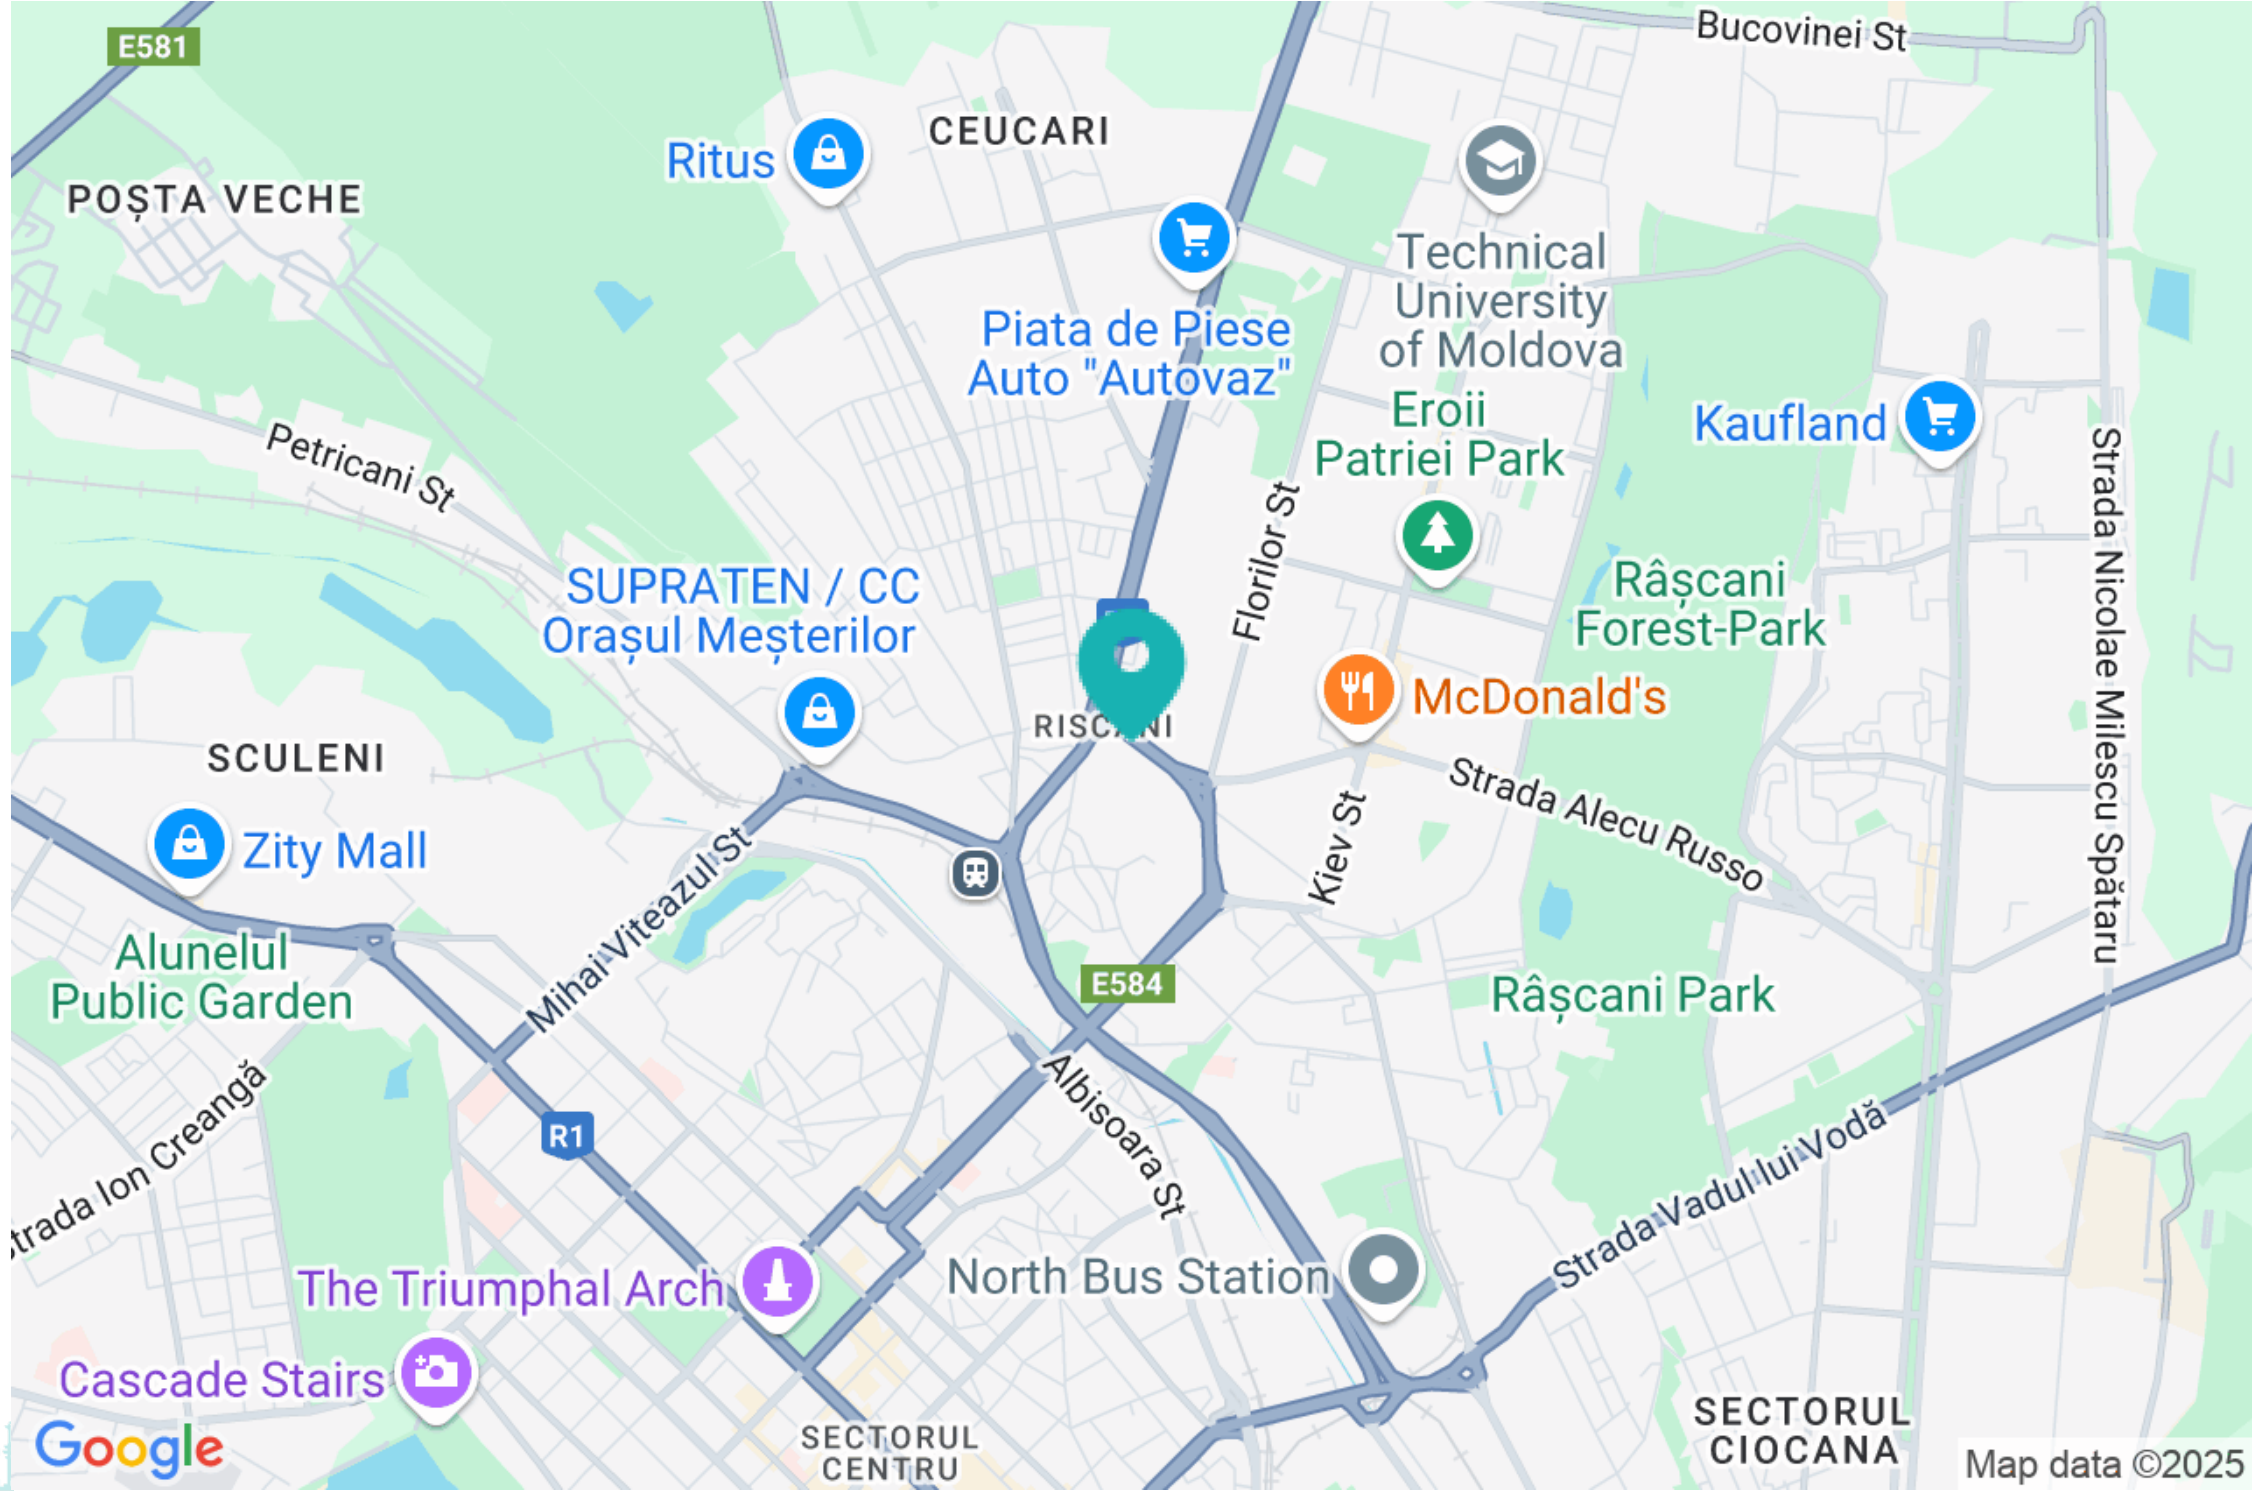 E581
Bucovinei St
CEUCARI
Ritus
POȘTA VECHE
Technical
University
of Moldova
Piata de Piese
Auto "Autovaz"
Eroii
Patriei Park
Kaufland
Petricani St
Strada Nicolae Milescu Spătaru
Florilor St
SUPRATEN / CC
Orașul Meșterilor
Râșcani
Forest-Park
McDonald's
SCULENI
Strada Alecu Russo
Zity Mall
Kiev St
Mihai Viteazul St
Alunelul
Public Garden
E584
Râșcani Park
Albisoara St
R1
Strada Vadul lui Vodă
North Bus Station
The Triumphal Arch
Cascade Stairs
SECTORUL
CENTRU
SECTORUL
CIOCANA
Google
Map data ©2025